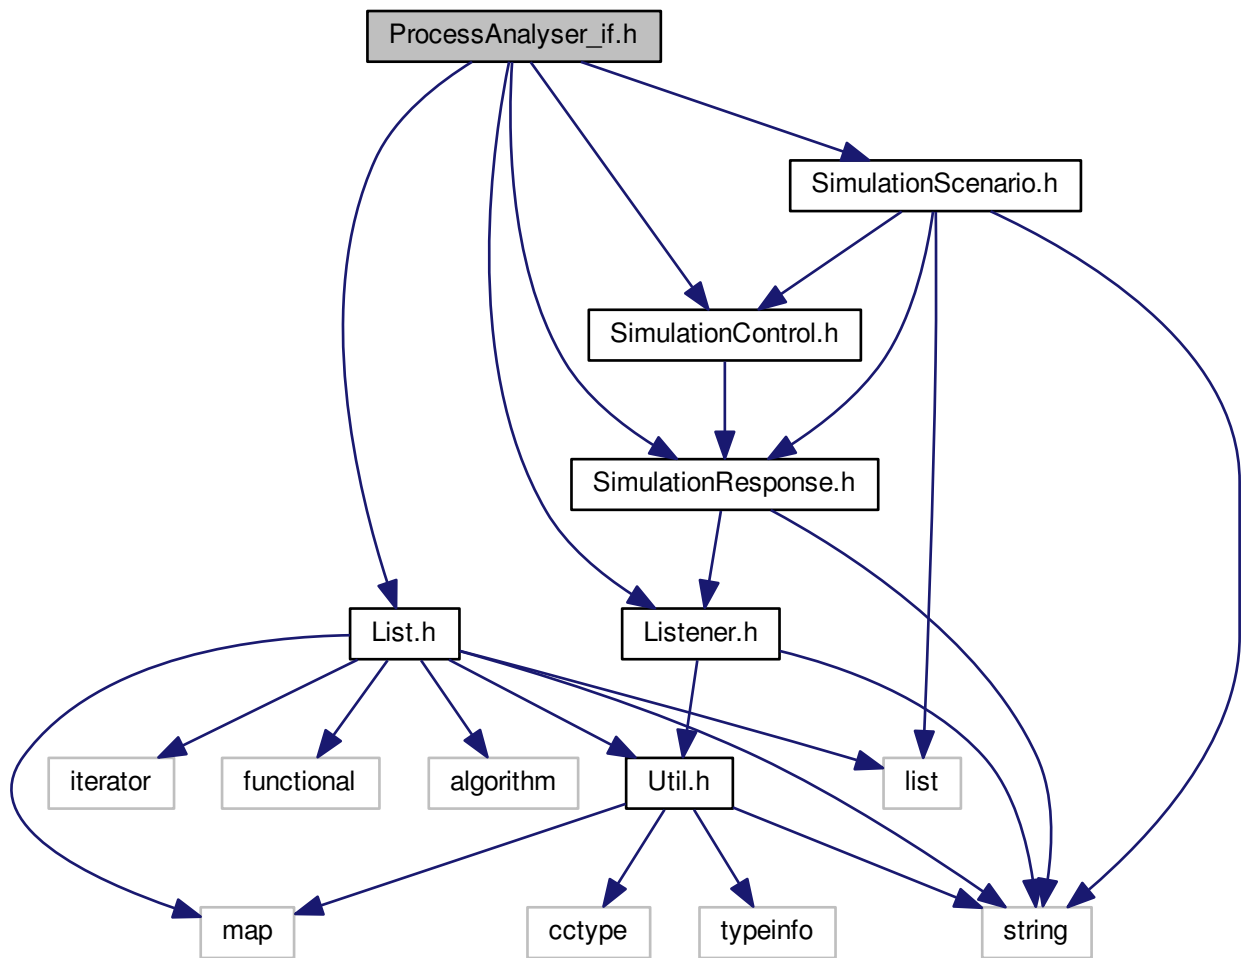 ProcessAnalyser_if.h
SimulationScenario.h
SimulationControl.h
SimulationResponse.h
List.h
Listener.h
iterator
functional
algorithm
Util.h
list
map
cctype
typeinfo
string